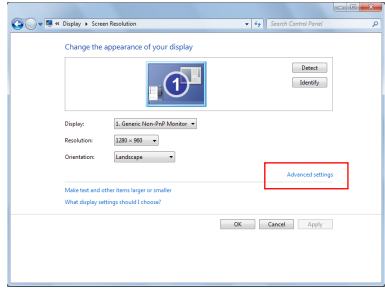 « Display ▸ Screen Resolution
Search Control Panel
Change the appearance of your display
1
Detect
Identify
Display: 1. Generic Non-PnP Monitor
Resolution: 1280 × 960
Orientation: Landscape
Advanced settings
Make text and other items larger or smaller
What display settings should I choose?
OK Cancel Apply